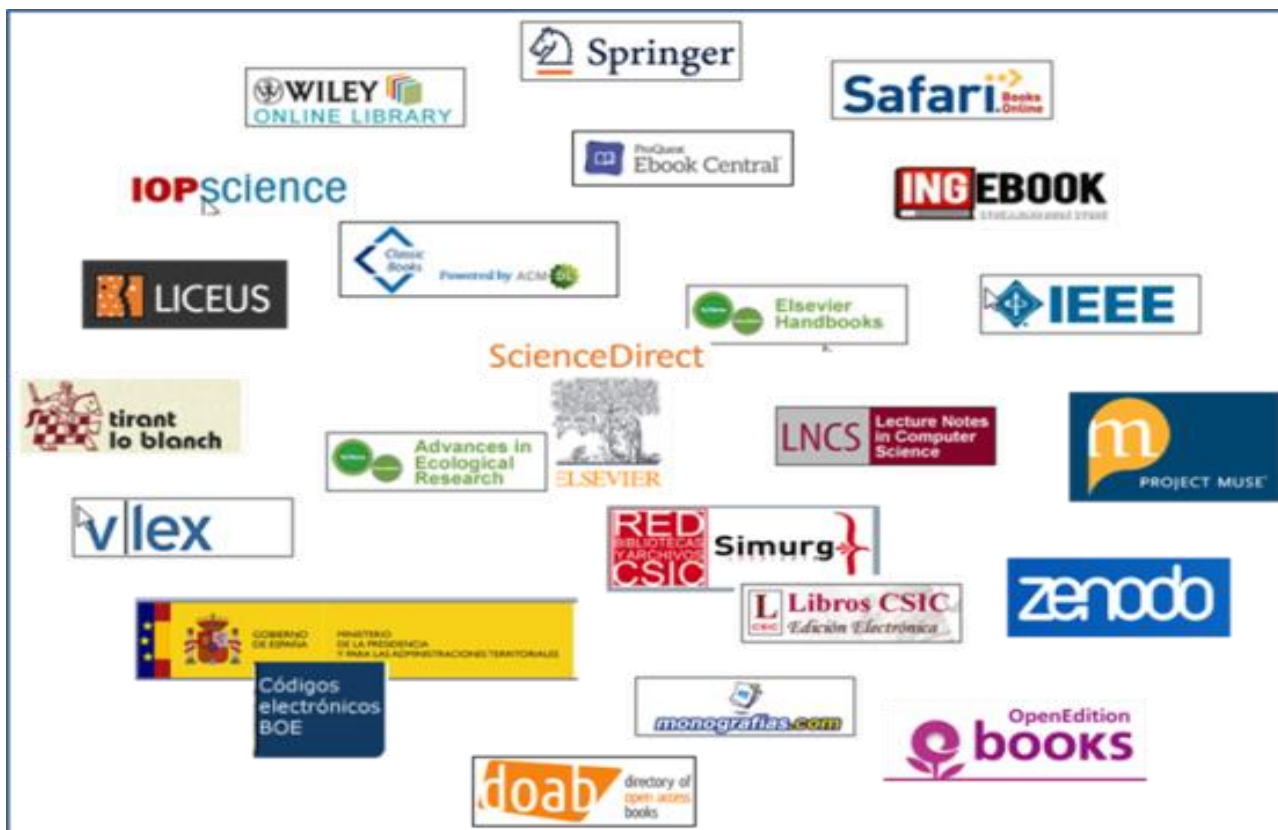 Springer
WILEY
ONLINE LIBRARY
Safari Books Online
ProQuest
Ebook Central
IOPscience
INGEBOOK
Classic
Books
Powered by ACM DL
LICEUS
Elsevier
Handbooks
IEEE
ScienceDirect
tirant
lo blanch
Advances in
Ecological
Research
ELSEVIER
LNCS
Lecture Notes
in Computer
Science
m
PROJECT MUSE
v|lex
RED
BIBLIOTECAS
Y ARCHIVOS
CSIC
Simurg
zenodo
L
CSIC
Libros CSIC
Edición Electrónica
GOBIERNO
DE ESPAÑA
MINISTERIO
DE LA PRESIDENCIA
Y PARA LAS ADMINISTRACIONES TERRITORIALES
Códigos
electrónicos
BOE
monografias.com
OpenEdition
books
doab
directory of
open access
books